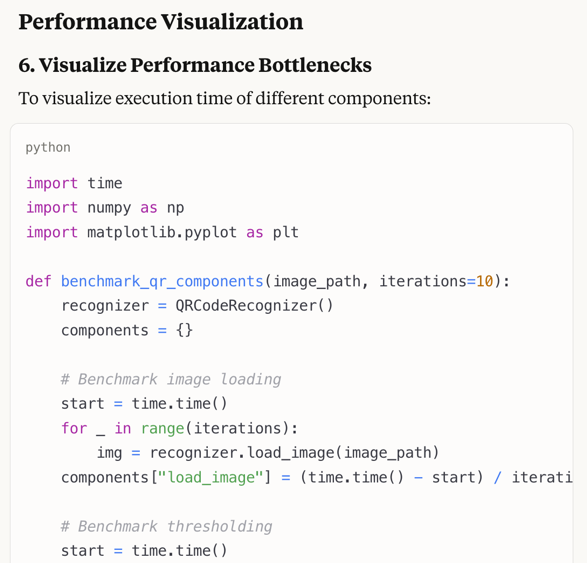 Performance Visualization
6. Visualize Performance Bottlenecks
To visualize execution time of different components:
python
import time
import numpy as np
import matplotlib.pyplot as plt
def benchmark_qr_components(image_path, iterations=10):
    recognizer = QRCodeRecognizer()
    components = {}
    # Benchmark image loading
    start = time.time()
    for _ in range(iterations):
        img = recognizer.load_image(image_path)
    components["load_image"] = (time.time() - start) / iterati
    # Benchmark thresholding
    start = time.time()